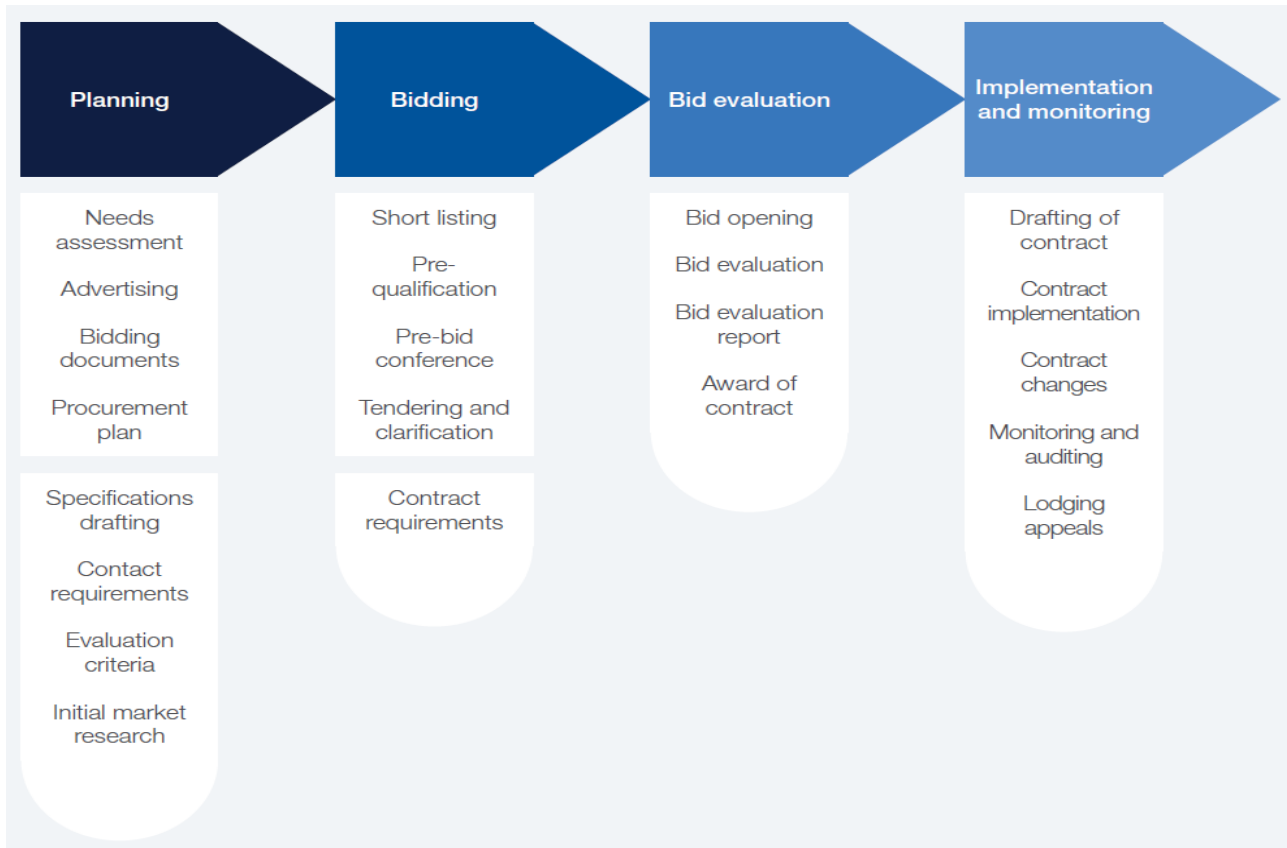 Planning
Needs
assessment
Advertising
Bidding
documents
Procurement
plan
Specifications
drafting
Contact
requirements
Evaluation
criteria
Initial market
research
Bidding
Short listing
Pre-
qualification
Pre-bid
conference
Tendering and
clarification
Contract
requirements
Bid evaluation
Bid opening
Bid evaluation
Bid evaluation
report
Award of
contract
Implementation
and monitoring
Drafting of
contract
Contract
implementation
Contract
changes
Monitoring and
auditing
Lodging
appeals